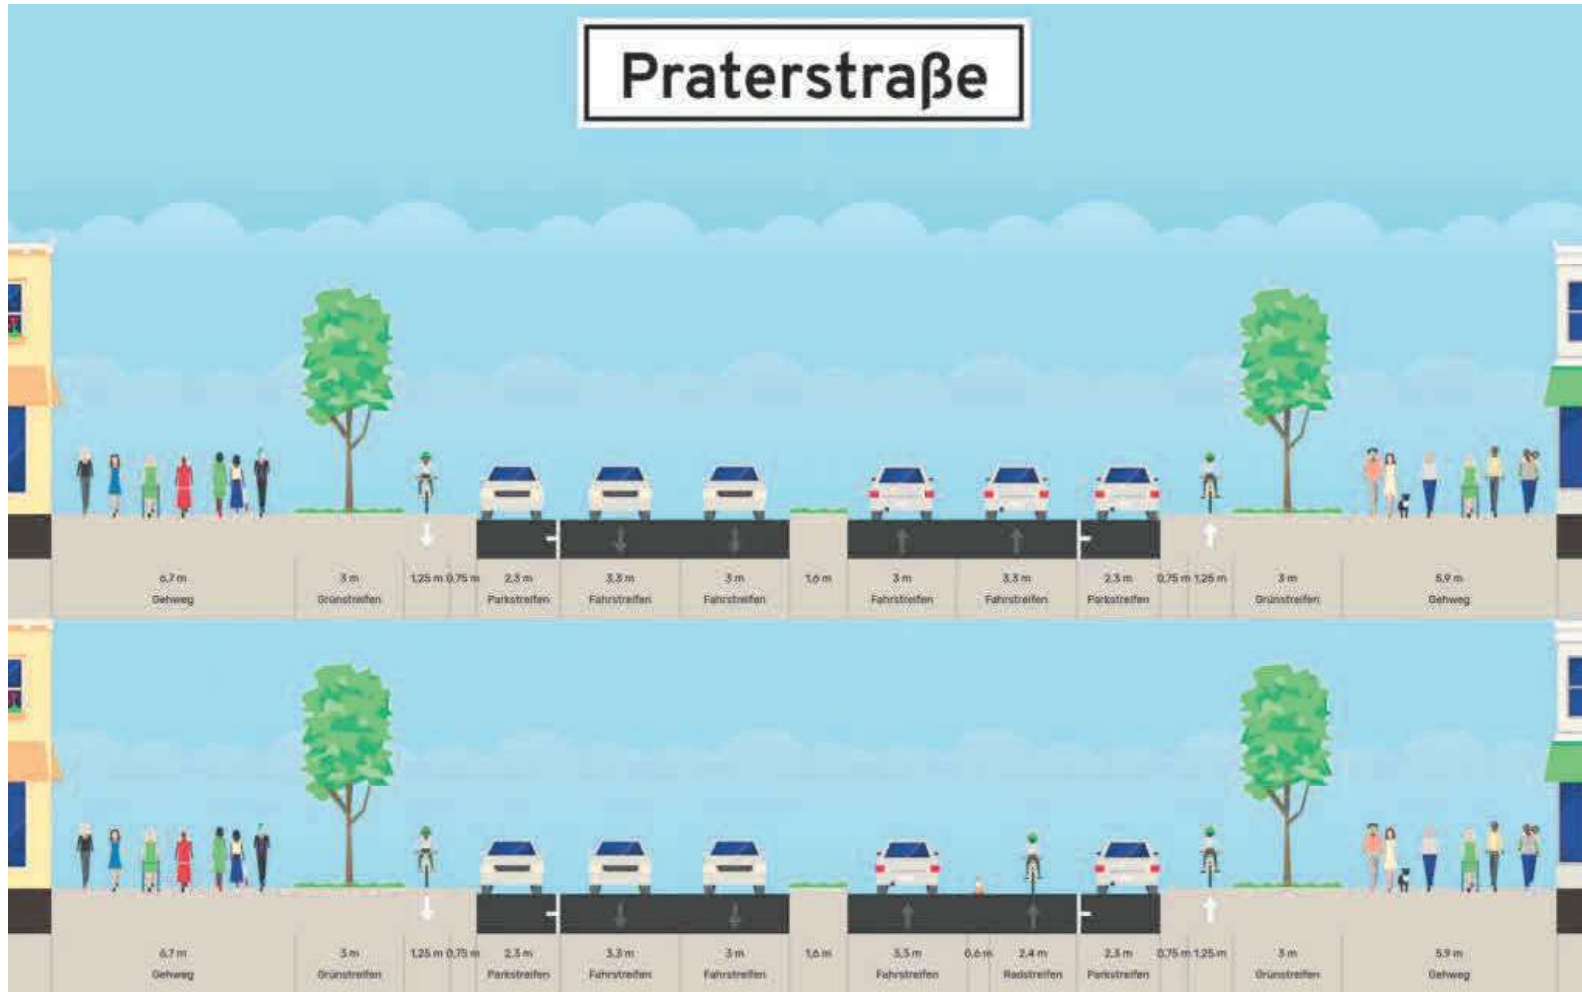 Praterstraße
6,7 m 3 m 1,25 m 0,75 m 2,3 m 3,3 m 3 m 1,6 m 3 m 3,3 m 2,3 m 0,75 m 1,25 m 3 m 5,9 m
Gehweg Grünstreifen Parkstreifen Fahrstreifen Fahrstreifen Fahrstreifen Fahrstreifen Parkstreifen Grünstreifen Gehweg
6,7 m 3 m 1,25 m 0,75 m 2,3 m 3,3 m 3 m 1,6 m 3,3 m 0,6 m 2,4 m 2,3 m 0,75 m 1,25 m 3 m 5,9 m
Gehweg Grünstreifen Parkstreifen Fahrstreifen Fahrstreifen Fahrstreifen Radstreifen Parkstreifen Grünstreifen Gehweg